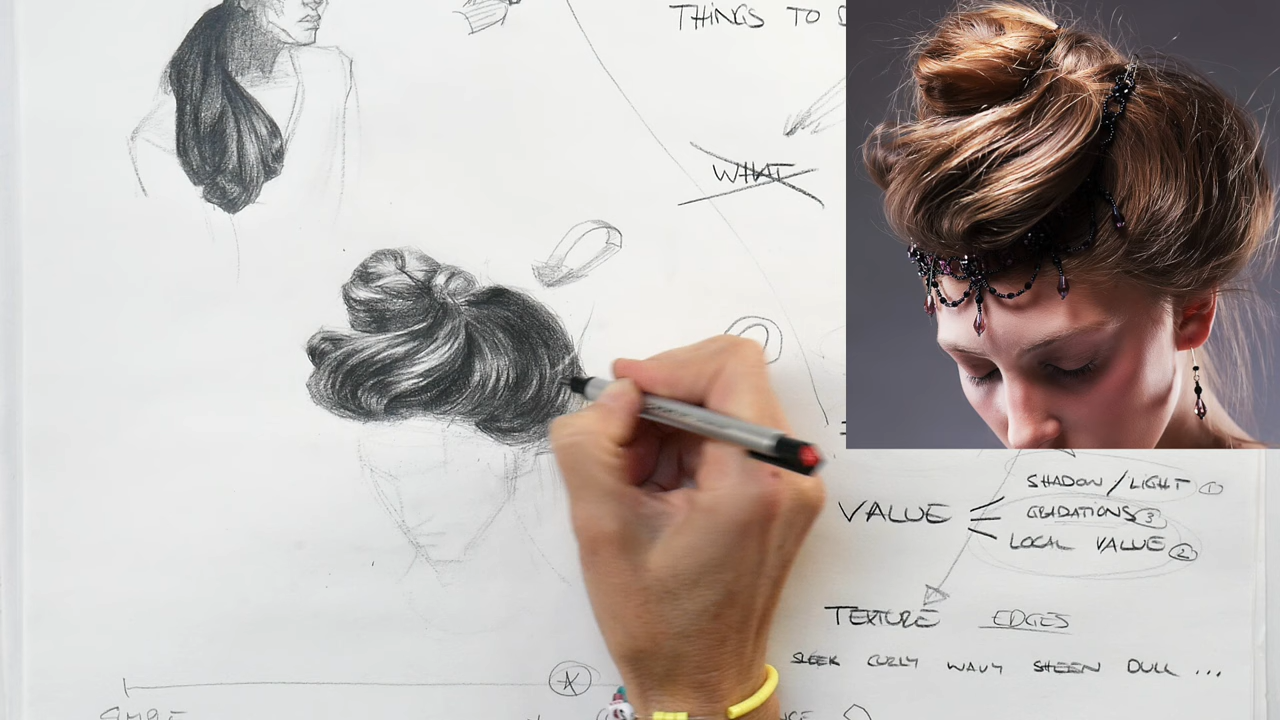 THINGS TO
WHAT
SHADOW/LIGHT 1
VALUE
GRADATIONS 3
LOCAL VALUE 2
TEXTURE EDGES
SLEEK CURLY WAVY SHEEN DULL ...